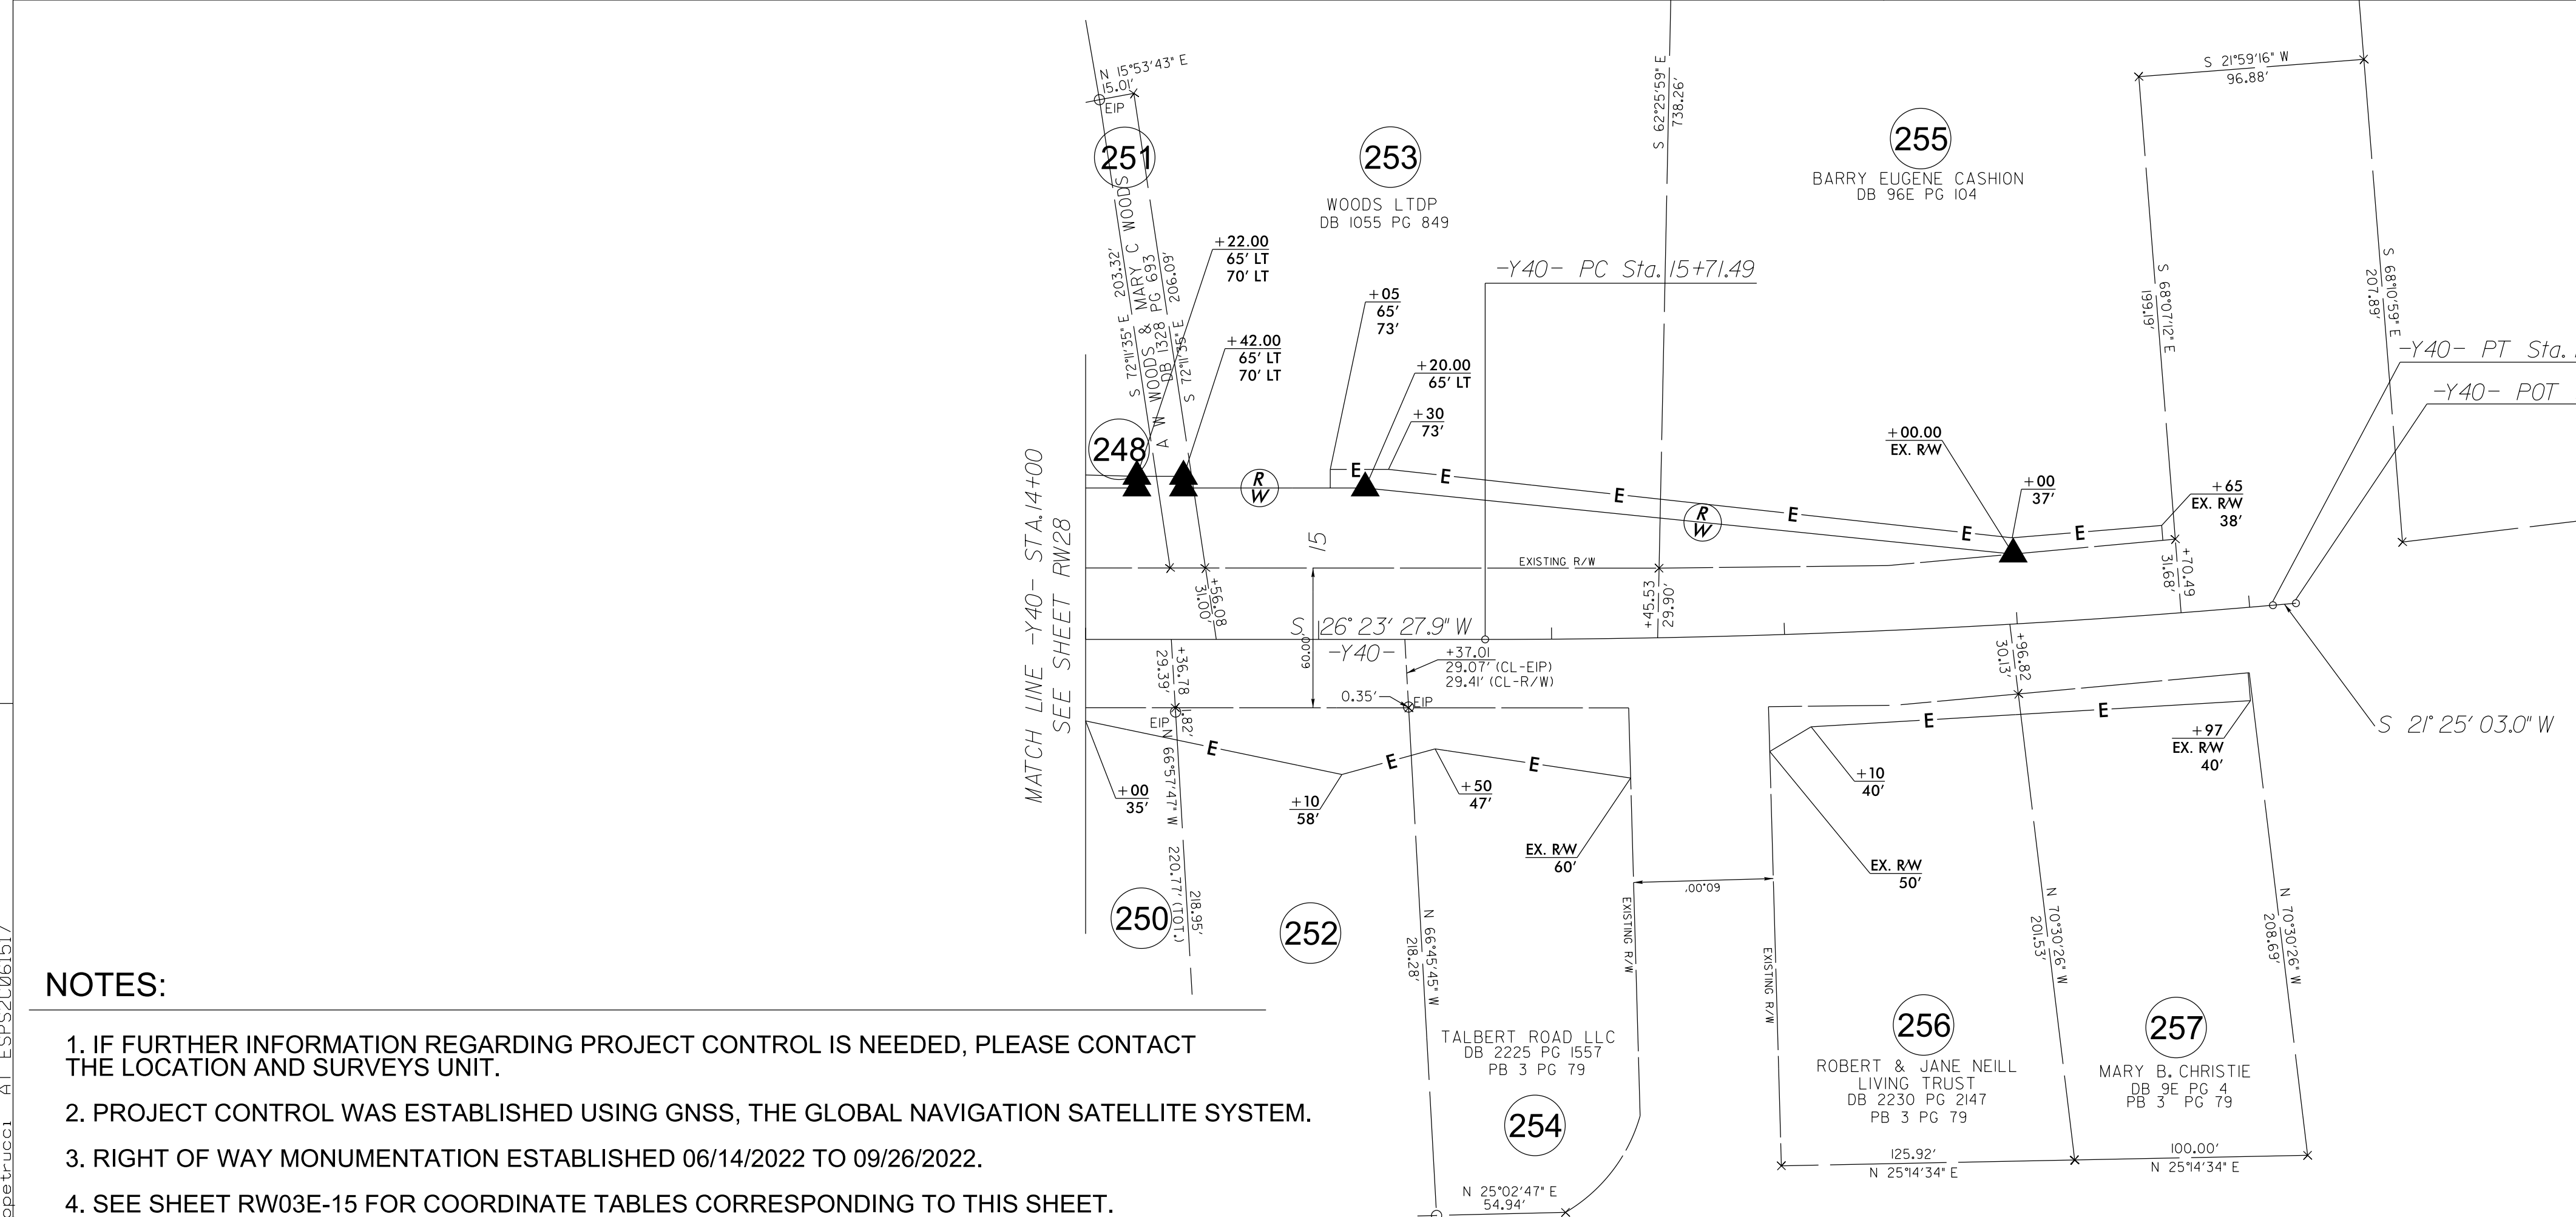 N 15°53'43" E
15.01'
EIP
251
253
WOODS LTDP
DB 1055 PG 849
S 62°25'59" E
738.26'
255
BARRY EUGENE CASHION
DB 96E PG 104
S 21°59'16" W
96.88'
S 72°11'35" E 203.32'
A W WOODS & MARY C WOODS
DB 1328 PG 693
S 72°11'35" E 206.09'
+22.00
65' LT
70' LT
+42.00
65' LT
70' LT
+05
65'
73'
+20.00
65' LT
+30
73'
-Y40- PC Sta. 15+71.49
S 68°07'12" E
199.19'
S 68°10'59" E
207.89'
-Y40- PT Sta.
-Y40- POT
248
R
W
E
E
E
E
E
E
R
W
+00.00
EX. R/W
+00
37'
+65
EX. R/W
38'
MATCH LINE -Y40- STA.14+00
SEE SHEET RW28
15
EXISTING R/W
+56.08
31.00'
+45.53
29.90'
+70.49
31.68'
S 26° 23' 27.9" W
-Y40-
60.00'
+36.78
29.39'
+37.01
29.07' (CL-EIP)
29.41' (CL-R/W)
0.35'
EIP
EIP
1.82'
+96.82
30.13'
S 21° 25' 03.0" W
E
E
E
E
E
+00
35'
+10
58'
+50
47'
EX. R/W
60'
+10
40'
EX. R/W
50'
+97
EX. R/W
40'
N 66°57'47" W 220.77' (TOT.)
218.95'
N 66°45'45" W
218.28'
EXISTING R/W
60.00'
EXISTING R/W
N 70°30'26" W
201.53'
N 70°30'26" W
208.69'
250
252
TALBERT ROAD LLC
DB 2225 PG 1557
PB 3 PG 79
254
N 25°02'47" E
54.94'
256
ROBERT & JANE NEILL
LIVING TRUST
DB 2230 PG 2147
PB 3 PG 79
125.92'
N 25°14'34" E
257
MARY B. CHRISTIE
DB 9E PG 4
PB 3 PG 79
100.00'
N 25°14'34" E
NOTES:
1. IF FURTHER INFORMATION REGARDING PROJECT CONTROL IS NEEDED, PLEASE CONTACT
THE LOCATION AND SURVEYS UNIT.
2. PROJECT CONTROL WAS ESTABLISHED USING GNSS, THE GLOBAL NAVIGATION SATELLITE SYSTEM.
3. RIGHT OF WAY MONUMENTATION ESTABLISHED 06/14/2022 TO 09/26/2022.
4. SEE SHEET RW03E-15 FOR COORDINATE TABLES CORRESPONDING TO THIS SHEET.